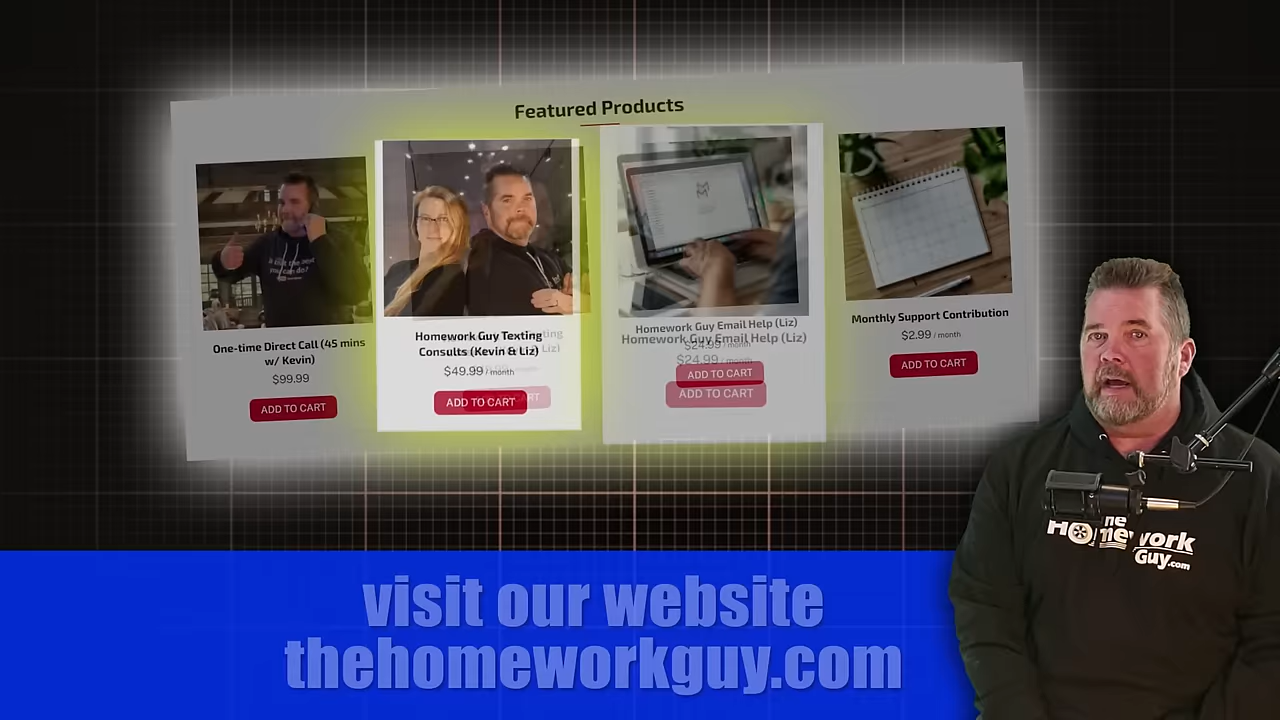 Featured Products
One-time Direct Call (45 mins
w/ Kevin)
$99.99
ADD TO CART
Homework Guy Texting
Consults (Kevin & Liz)
$49.99 / month
ADD TO CART
Homework Guy Email Help (Liz)
Homework Guy Email Help (Liz)
$24.99 / month
$24.99 / month
ADD TO CART
ADD TO CART
Monthly Support Contribution
$2.99 / month
ADD TO CART
Homework
Guy.com
visit our website
thehomeworkguy.com